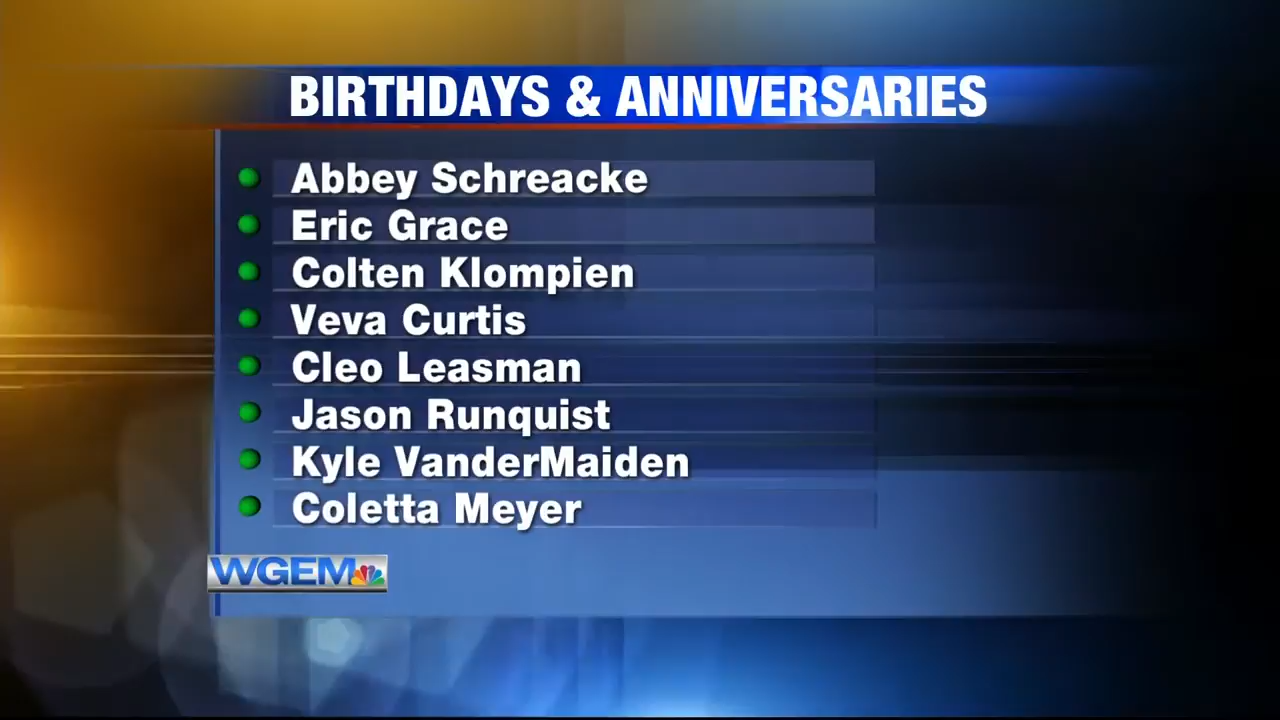 BIRTHDAYS & ANNIVERSARIES
Abbey Schreacke
Eric Grace
Colten Klompien
Veva Curtis
Cleo Leasman
Jason Runquist
Kyle VanderMaiden
Coletta Meyer
WGEM